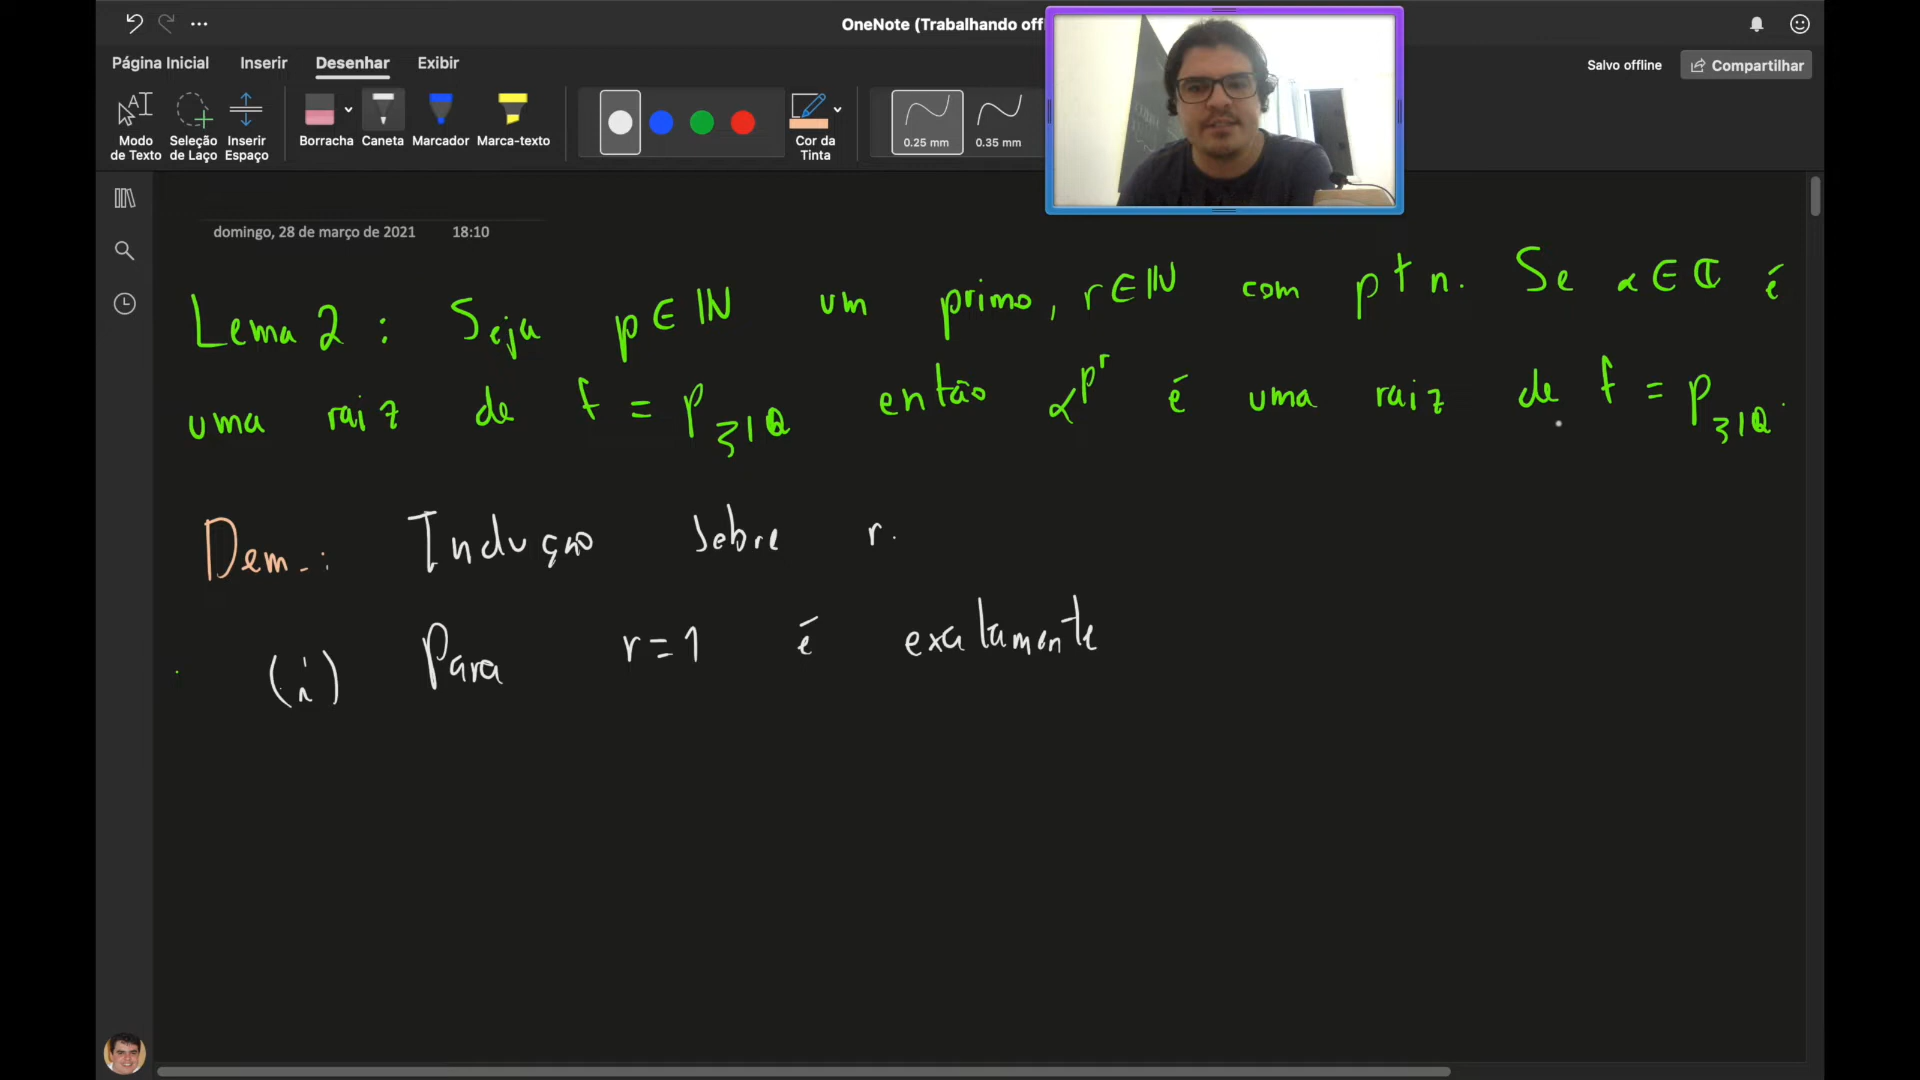 OneNote (Trabalhando offl
Página Inicial Inserir Desenhar Exibir
Salvo offline Compartilhar
Modo de Texto Seleção de Laço Inserir Espaço Borracha Caneta Marcador Marca-texto Cor da Tinta 0.25 mm 0.35 mm
domingo, 28 de março de 2021 18:10
Lema 2 : Seja p ∈ ℕ um primo, r ∈ ℕ com p ∤ n. Se α ∈ ℂ é
uma raiz de f = P_{ξ|ℚ} então α^{p^r} é uma raiz de f = P_{ξ|ℚ}.
Dem.: Indução sobre r.
(i) Para r = 1 é exatamente